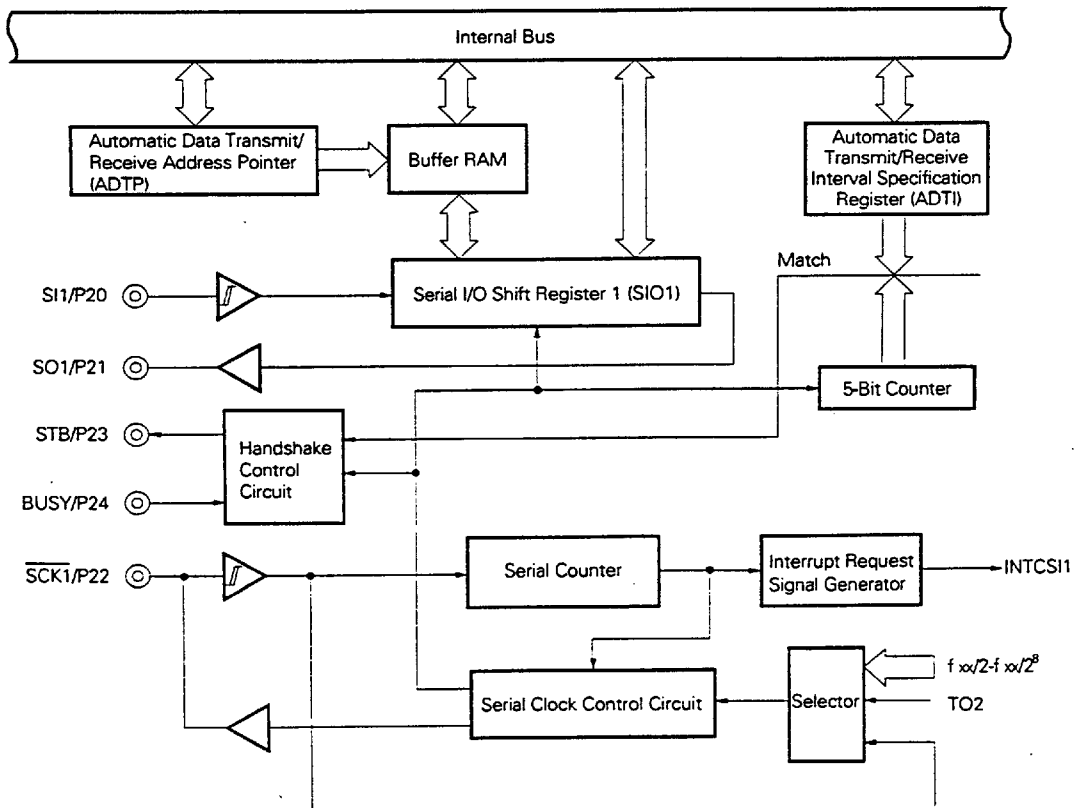 Internal Bus
Automatic Data Transmit/
Receive Address Pointer
(ADTP)
Buffer RAM
Automatic Data
Transmit/Receive
Interval Specification
Register (ADTI)
Match
SI1/P20
Serial I/O Shift Register 1 (SIO1)
SO1/P21
5-Bit Counter
STB/P23
Handshake
Control
Circuit
BUSY/P24
SCK1/P22
Serial Counter
Interrupt Request
Signal Generator
INTCSI1
Serial Clock Control Circuit
Selector
f xx/2-f xx/2⁸
TO2